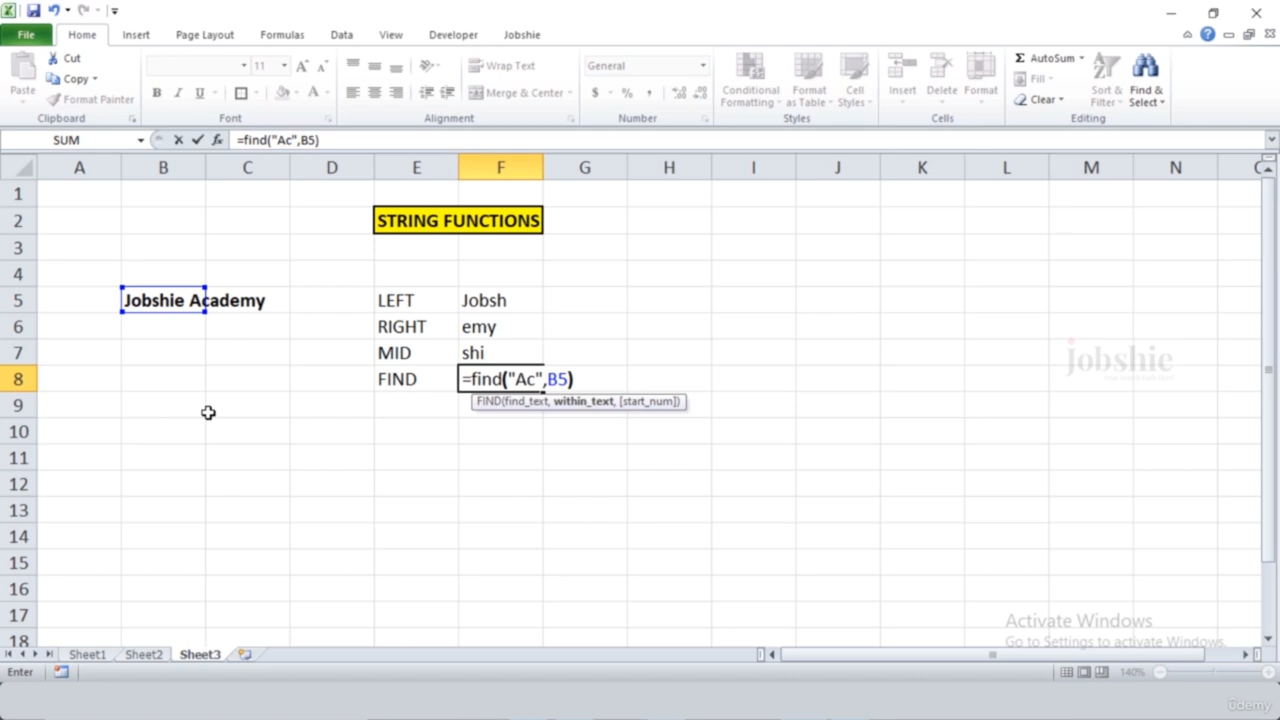 File Home Insert Page Layout Formulas Data View Developer Jobshie
Cut
Copy
Format Painter
Paste
Clipboard
11 A A
B I U A
Font
Wrap Text
Merge & Center
Alignment
General
$ % ,
Number
Conditional Formatting
Format as Table
Cell Styles
Styles
Insert Delete Format
Cells
Σ AutoSum
Fill
Clear
Sort & Filter
Find & Select
Editing
SUM fx =find("Ac",B5)
A B C D E F G H I J K L M N
1
2 STRING FUNCTIONS
3
4
5 Jobshie Academy LEFT Jobsh
6 RIGHT emy
7 MID shi
8 FIND =find("Ac",B5)
FIND(find_text, within_text, [start_num])
9
10
11
12
13
14
15
16
17
18
jobshie
Activate Windows
Go to Settings to activate Windows.
Sheet1 Sheet2 Sheet3
Enter 140%
ûdemy